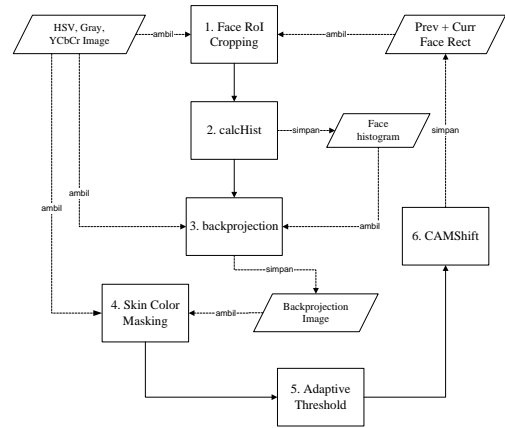 HSV, Gray,
YCbCr Image
ambil
1. Face RoI
Cropping
ambil
Prev + Curr
Face Rect
2. calcHist
simpan
Face
histogram
simpan
ambil
ambil
3. backprojection
ambil
6. CAMShift
simpan
4. Skin Color
Masking
ambil
Backprojection
Image
5. Adaptive
Threshold